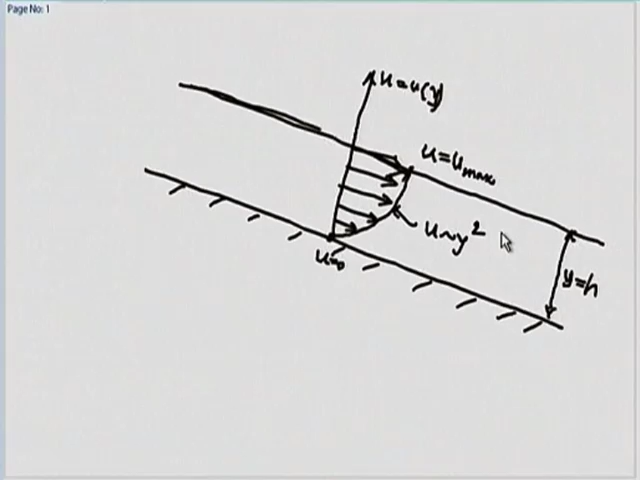 Page No: 1
u=u(y)
u=umax
u~y²
u=0
y=h